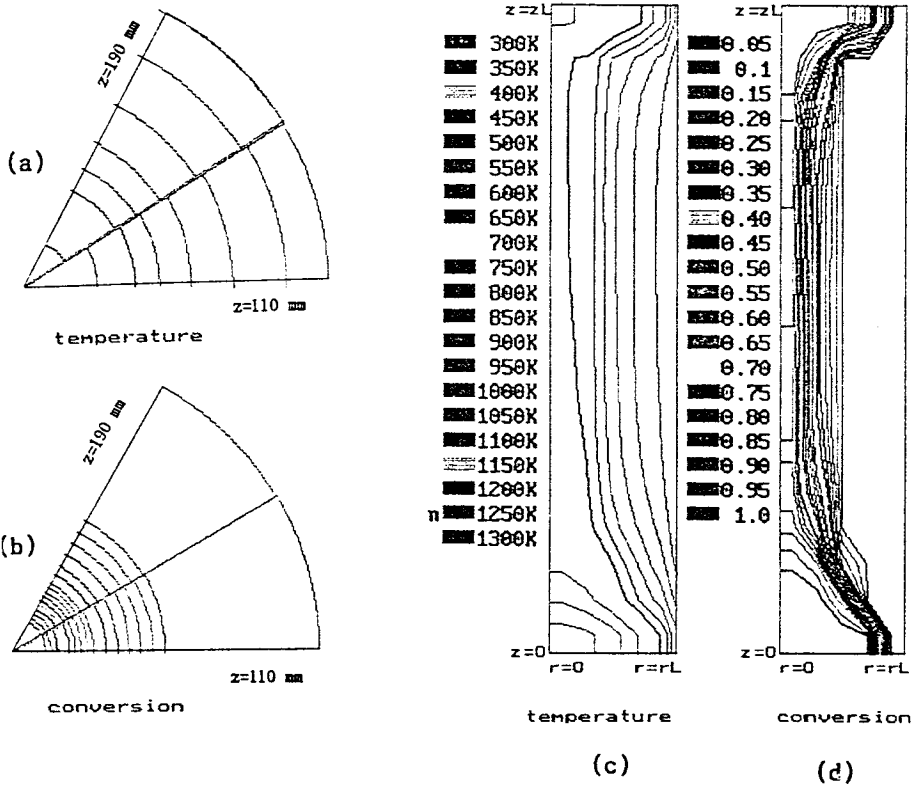 (a)
z=190 mm
z=110 mm
temperature
(b)
z=190 mm
z=110 mm
conversion
z=zL
300K
350K
400K
450K
500K
550K
600K
650K
700K
750K
800K
850K
900K
950K
1000K
1050K
1100K
1150K
1200K
n 1250K
1300K
z=0
r=0
r=rL
temperature
(c)
z=zL
0.05
0.1
0.15
0.20
0.25
0.30
0.35
0.40
0.45
0.50
0.55
0.60
0.65
0.70
0.75
0.80
0.85
0.90
0.95
1.0
z=0
r=0
r=rL
conversion
(d)